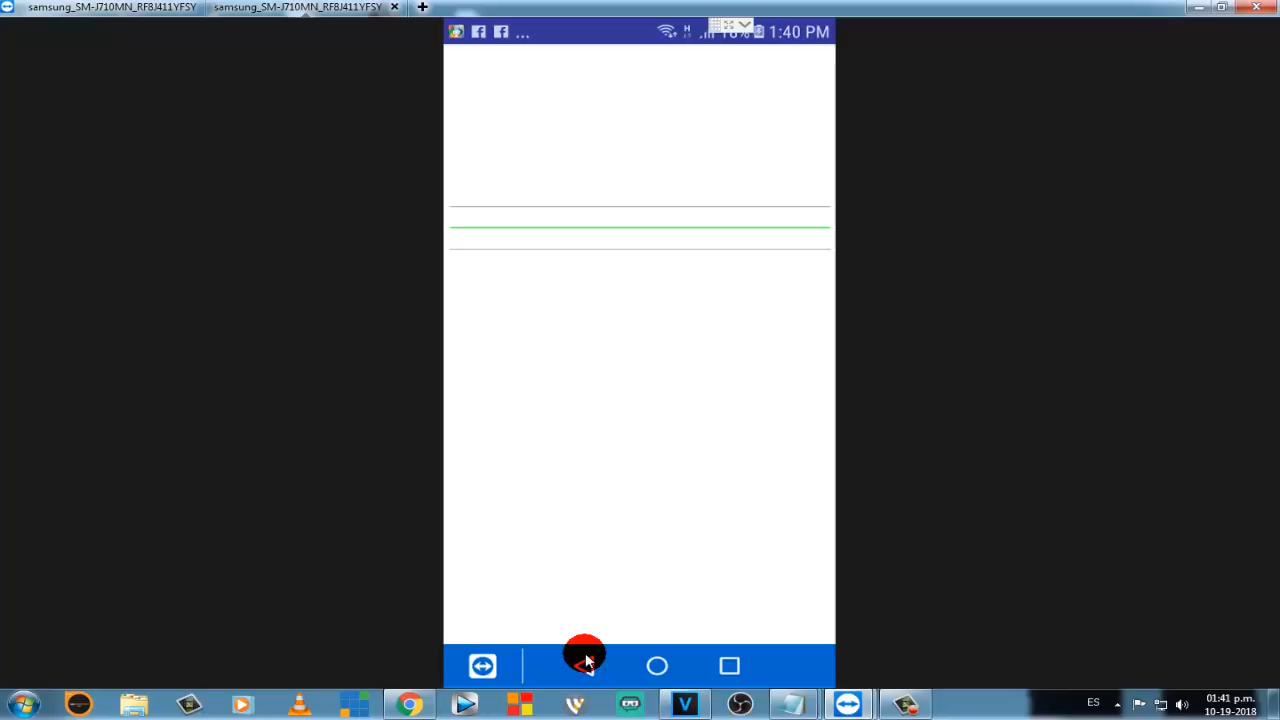 samsung_SM-J710MN_RF8J411YFSY
samsung_SM-J710MN_RF8J411YFSY
... H 1:40 PM
ES
01:41 p.m.
10-19-2018